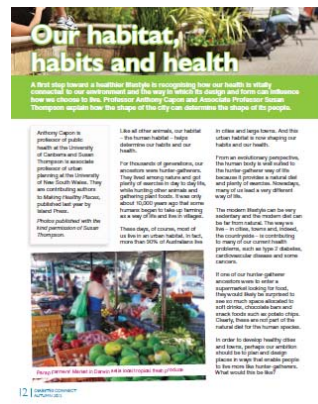 Our habitat,
habits and health
A first step toward a healthier lifestyle is recognising how our health is vitally
connected to our environment and the way in which its design and form can influence
how we choose to live. Professor Anthony Capon and Associate Professor Susan
Thompson explain how the shape of the city can determine the shape of its people.
Anthony Capon is
professor of public
health at the University
of Canberra and Susan
Thompson is associate
professor of urban
planning at the University
of New South Wales. They
are contributing authors
to Making Healthy Places,
published last year by
Island Press.
Photos published with the
kind permission of Susan
Thompson.
Like all other animals, our habitat
– the human habitat – helps
determine our habits and our
health.
For thousands of generations, our
ancestors were hunter-gatherers.
They lived among nature and got
plenty of exercise in day to day life,
while hunting other animals and
gathering plant foods. It was only
about 10,000 years ago that some
humans began to take up farming
as a way of life and live in villages.
These days, of course, most of
us live in an urban habitat. In fact,
more than 90% of Australians live
in cities and large towns. And this
urban habitat is now shaping our
habits and our health.
From an evolutionary perspective,
the human body is well suited to
the hunter-gatherer way of life
because it provides a natural diet
and plenty of exercise. Nowadays,
many of us lead a very different
way of life.
The modern lifestyle can be very
sedentary and the modern diet can
be far from natural. The way we
live – in cities, towns and, indeed,
the countryside – is contributing
to many of our current health
problems, such as type 2 diabetes,
cardiovascular disease and some
cancers.
If one of our hunter-gatherer
ancestors were to enter a
supermarket looking for food,
they would likely be surprised to
see so much space allocated to
soft drinks, chocolate bars and
snack foods such as potato chips.
Clearly, these are not part of the
natural diet for the human species.
In order to develop healthy cities
and towns, perhaps our ambition
should be to plan and design
places in ways that enable people
to live more like hunter-gatherers.
What would this be like?
Market in Darwin sells tropical fresh produce
12
DIABETES CONNECT
AUTUMN 2012